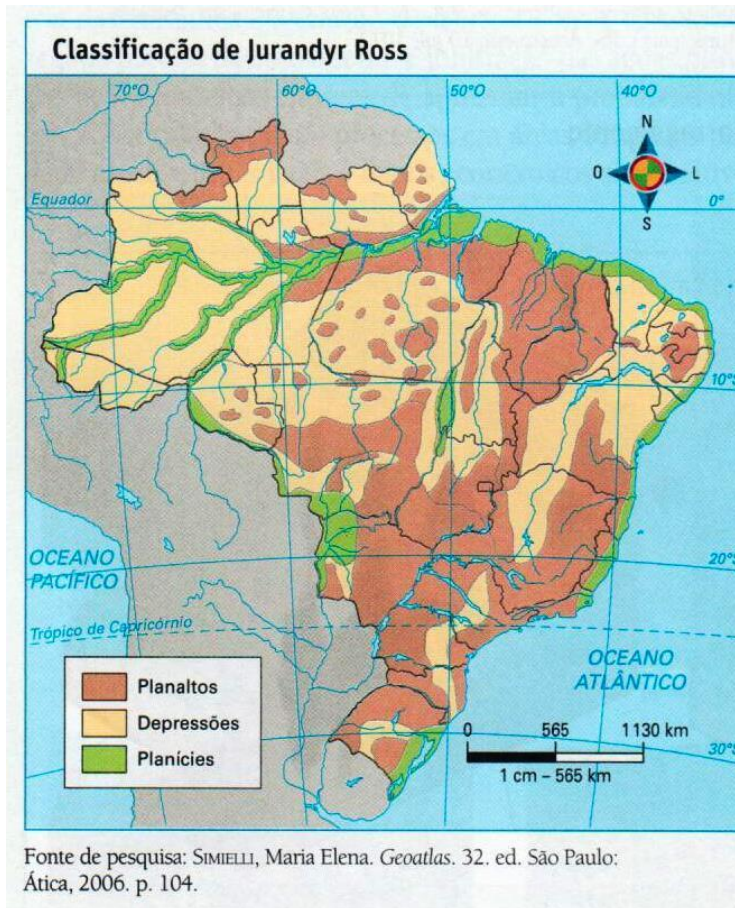 Classificação de Jurandyr Ross
70°O
60°O
50°O
40°O
N
O
L
S
Equador
0°
10°S
20°S
OCEANO
PACÍFICO
Trópico de Capricórnio
OCEANO
ATLÂNTICO
Planaltos
Depressões
Planícies
0 565 1130 km
1 cm – 565 km
30°S
Fonte de pesquisa: SIMIELLI, Maria Elena. Geoatlas. 32. ed. São Paulo:
Ática, 2006. p. 104.